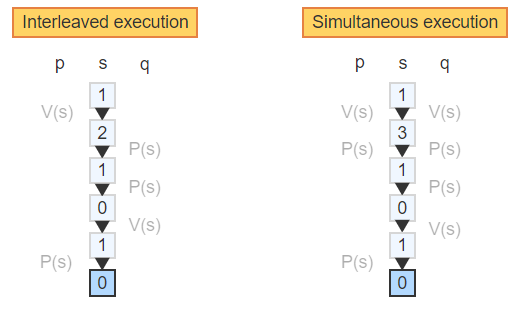 Interleaved execution
p s q
1
V(s)
2
P(s)
1
P(s)
0
V(s)
1
P(s)
0
Simultaneous execution
p s q
1
V(s) V(s)
3
P(s) P(s)
1
P(s)
0
V(s)
1
P(s)
0